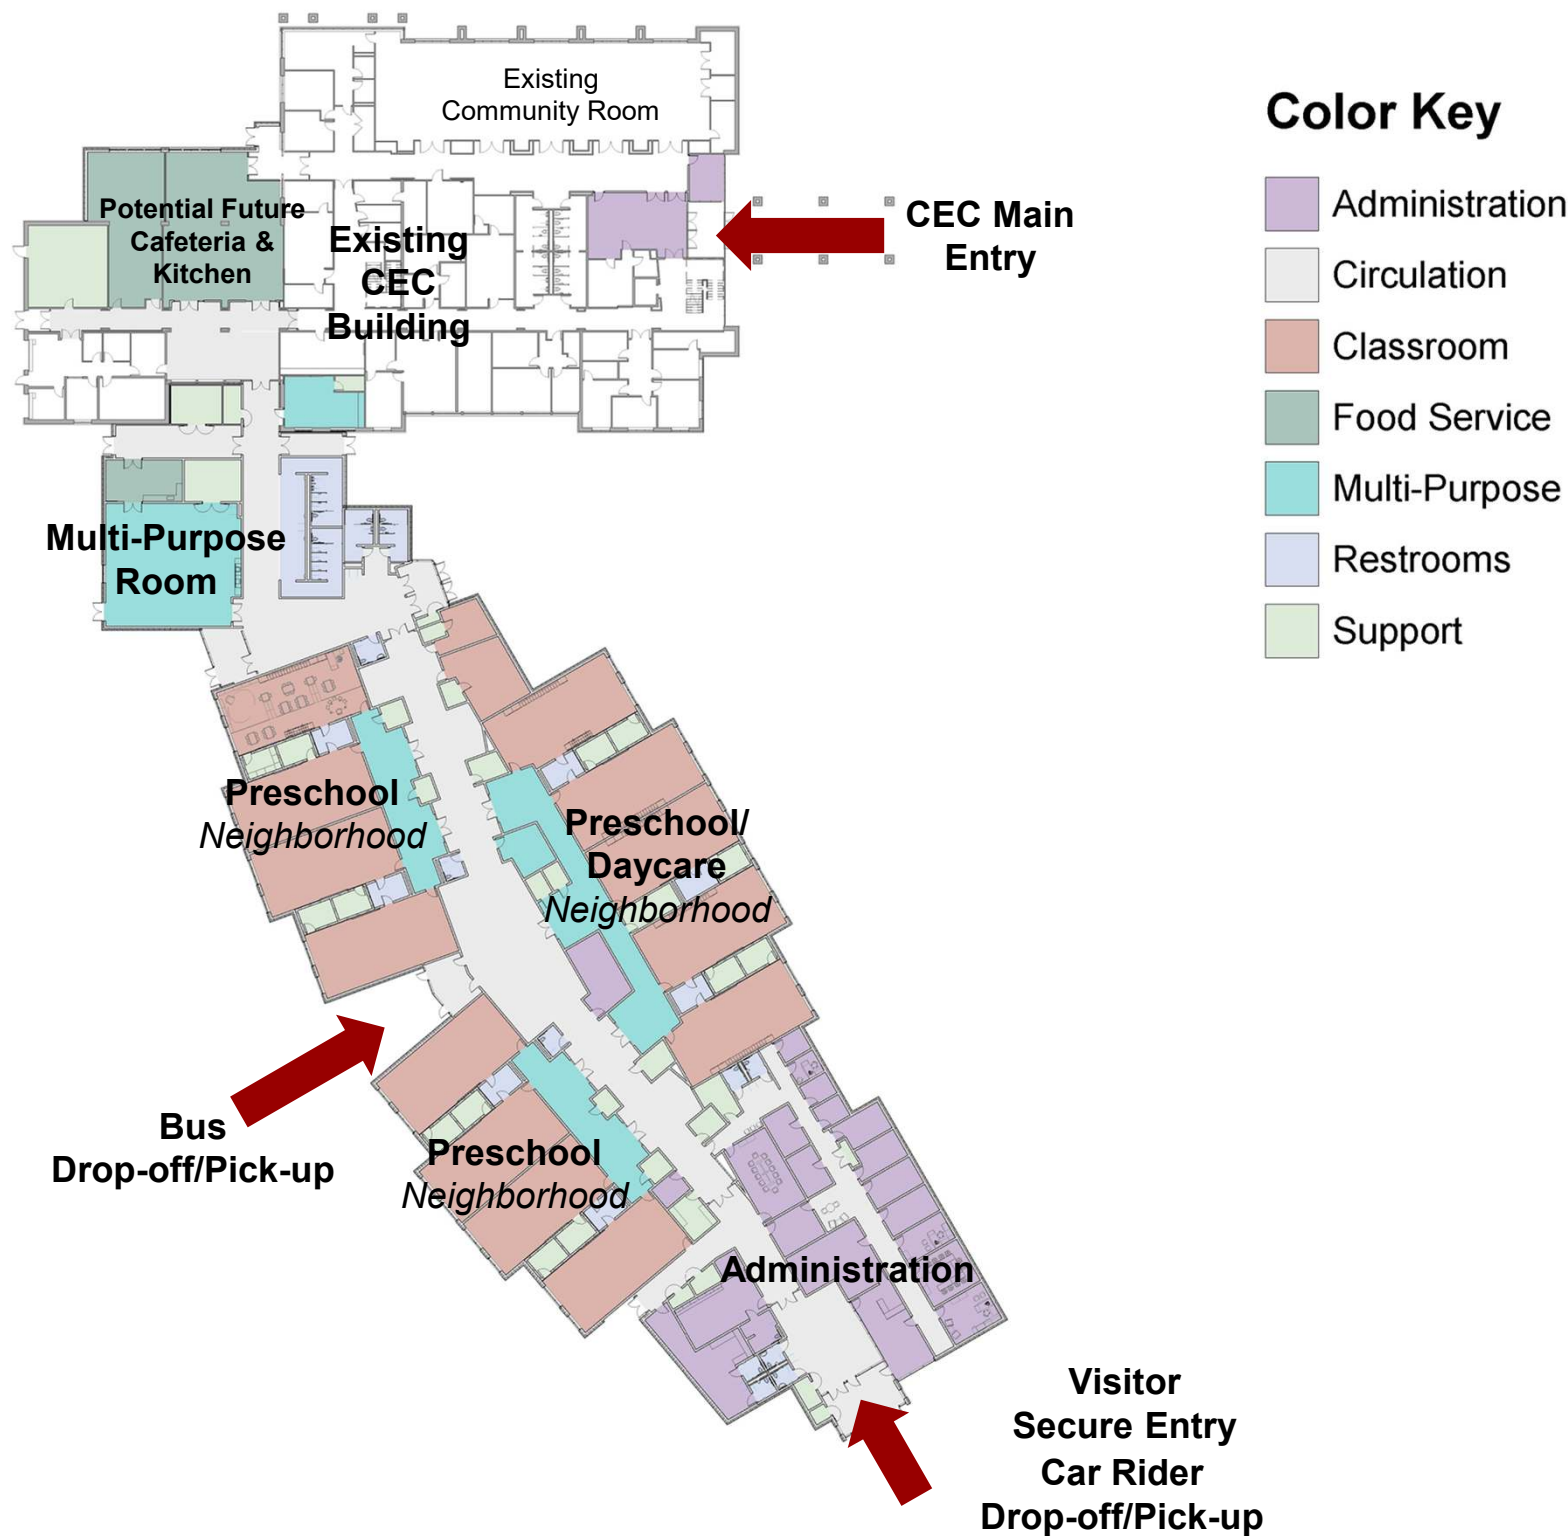 Existing
Community Room
Color Key
Administration
Circulation
Classroom
Food Service
Multi-Purpose
Restrooms
Support
Potential Future
Cafeteria &
Kitchen
Existing
CEC
Building
CEC Main
Entry
Multi-Purpose
Room
Preschool
Neighborhood
Preschool/
Daycare
Neighborhood
Bus
Drop-off/Pick-up
Preschool
Neighborhood
Administration
Visitor
Secure Entry
Car Rider
Drop-off/Pick-up